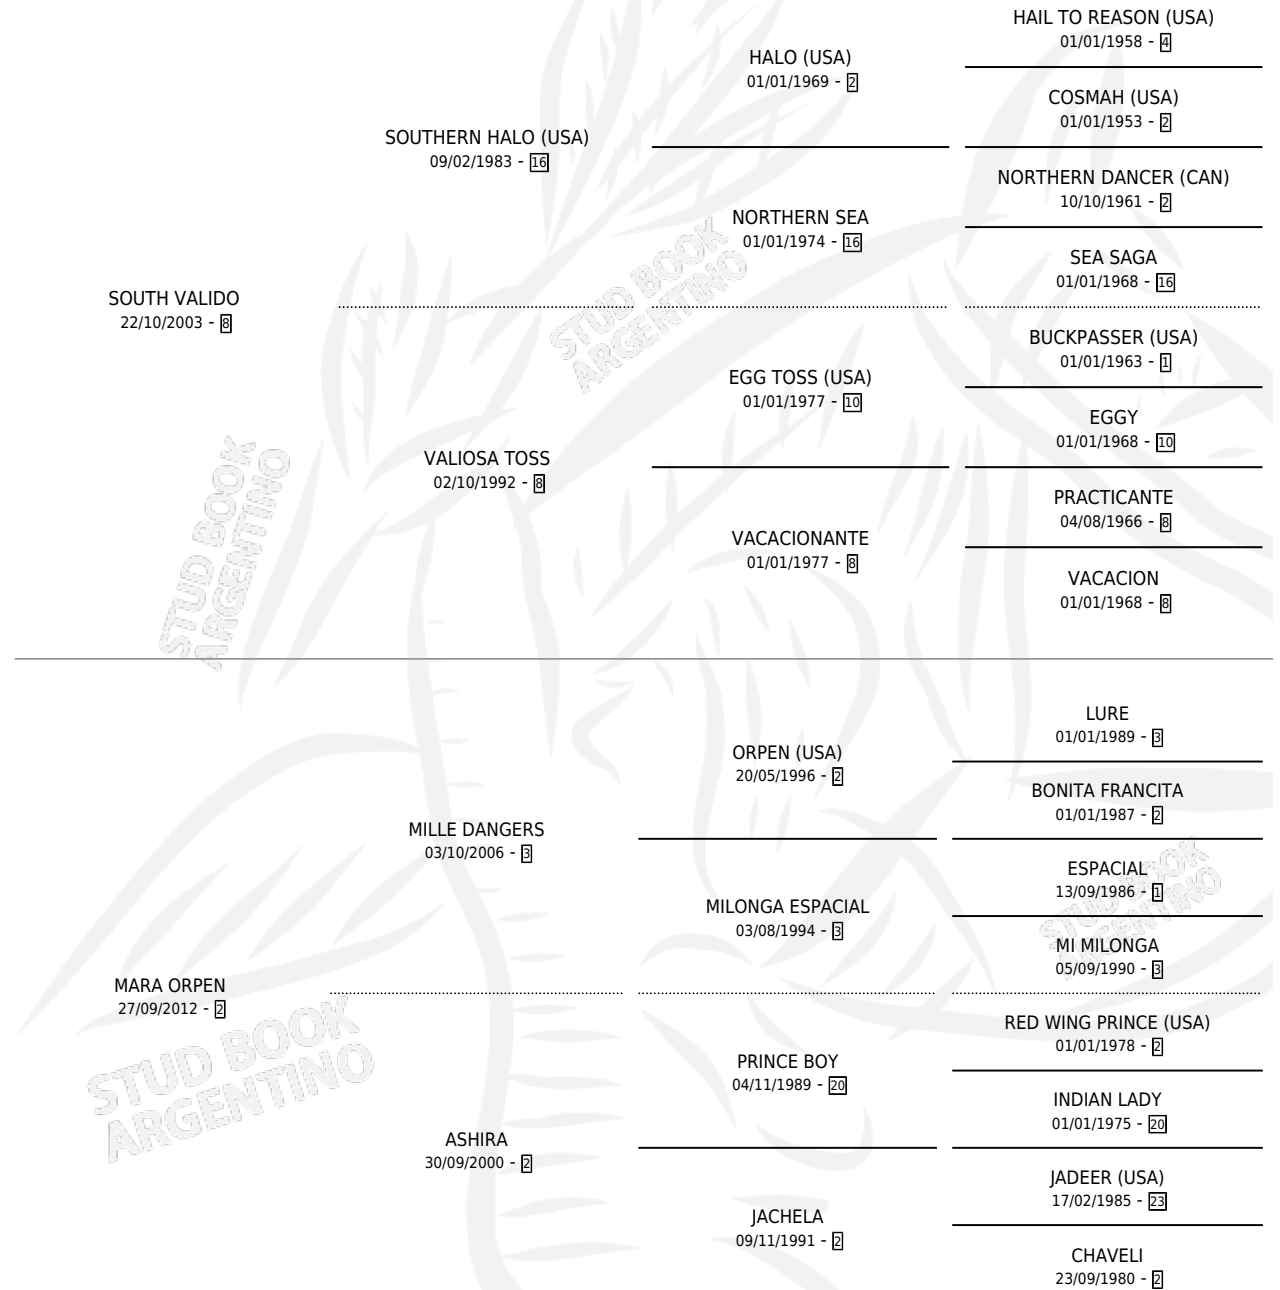 HAIL TO REASON (USA)
01/01/1958 - 4
HALO (USA)
01/01/1969 - 2
COSMAH (USA)
01/01/1953 - 2
SOUTHERN HALO (USA)
09/02/1983 - 16
NORTHERN DANCER (CAN)
10/10/1961 - 2
NORTHERN SEA
01/01/1974 - 16
SEA SAGA
01/01/1968 - 16
SOUTH VALIDO
22/10/2003 - 8
STUD BOOK
ARGENTINO
BUCKPASSER (USA)
01/01/1963 - 1
EGG TOSS (USA)
01/01/1977 - 10
EGGY
01/01/1968 - 10
VALIOSA TOSS
02/10/1992 - 8
PRACTICANTE
04/08/1966 - 8
VACACIONANTE
01/01/1977 - 8
VACACION
01/01/1968 - 8
STUD BOOK
ARGENTINO
LURE
01/01/1989 - 3
ORPEN (USA)
20/05/1996 - 2
BONITA FRANCITA
01/01/1987 - 2
MILLE DANGERS
03/10/2006 - 3
ESPACIAL
13/09/1986 - 1
MILONGA ESPACIAL
03/08/1994 - 3
MI MILONGA
05/09/1990 - 3
STUD BOOK
ARGENTINO
MARA ORPEN
27/09/2012 - 2
RED WING PRINCE (USA)
01/01/1978 - 2
PRINCE BOY
04/11/1989 - 20
INDIAN LADY
01/01/1975 - 20
STUD BOOK
ARGENTINO
ASHIRA
30/09/2000 - 2
JADEER (USA)
17/02/1985 - 23
JACHELA
09/11/1991 - 2
CHAVELI
23/09/1980 - 2